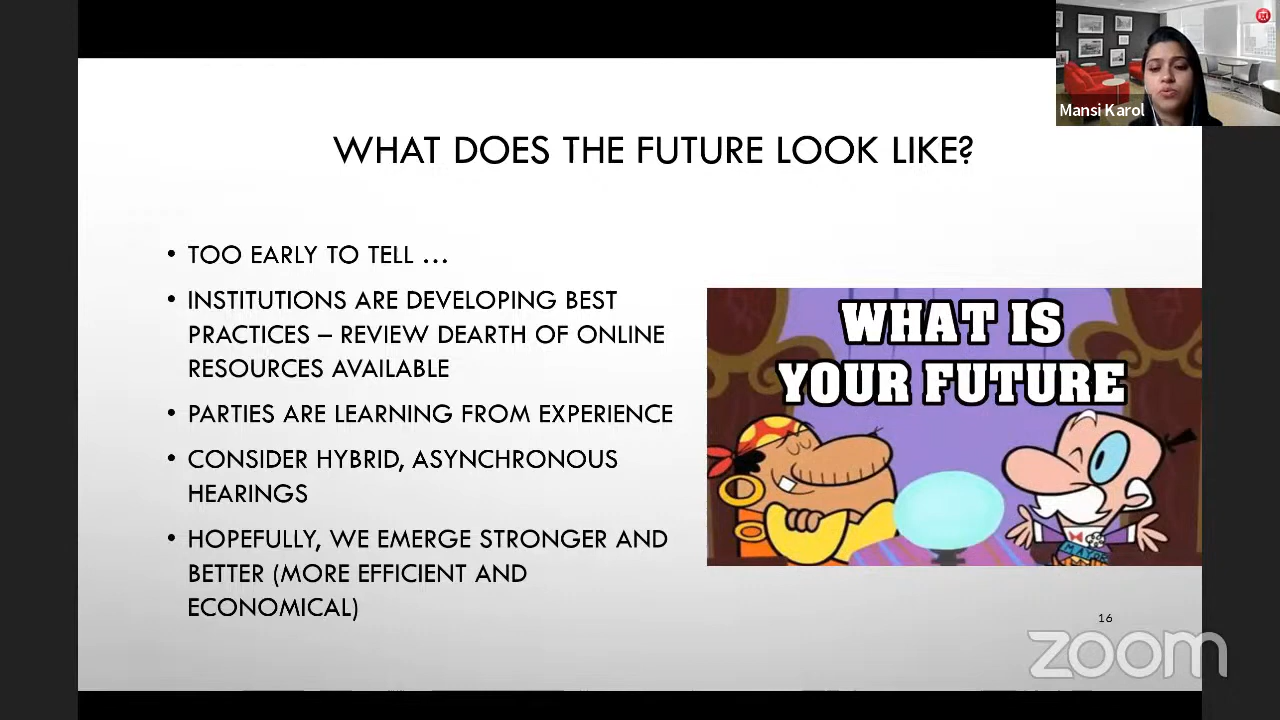 Mansi Karol
WHAT DOES THE FUTURE LOOK LIKE?
• TOO EARLY TO TELL …
• INSTITUTIONS ARE DEVELOPING BEST
PRACTICES – REVIEW DEARTH OF ONLINE
RESOURCES AVAILABLE
• PARTIES ARE LEARNING FROM EXPERIENCE
• CONSIDER HYBRID, ASYNCHRONOUS
HEARINGS
• HOPEFULLY, WE EMERGE STRONGER AND
BETTER (MORE EFFICIENT AND
ECONOMICAL)
WHAT IS
YOUR FUTURE
MAYOR
16
zoom